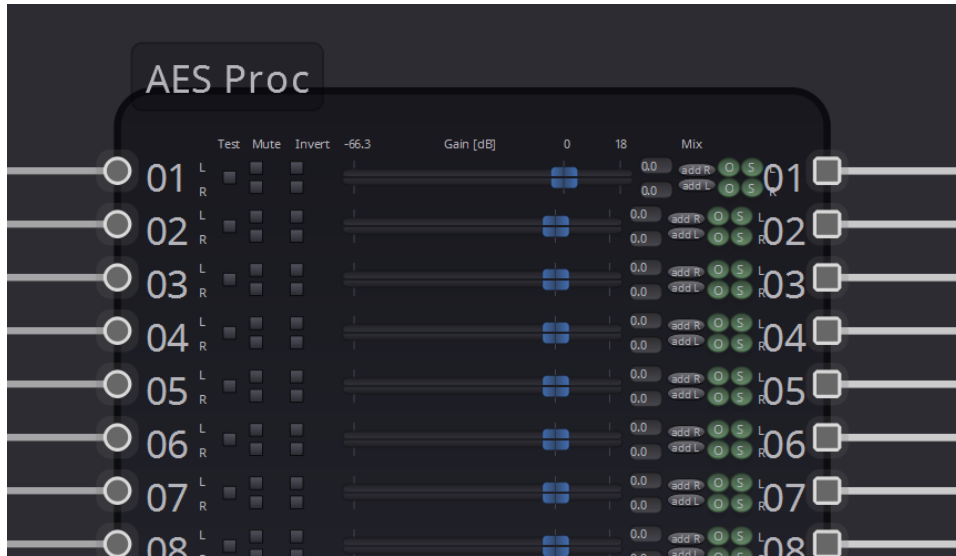 AES Proc
Test Mute Invert -66.3 Gain [dB] 0 18 Mix
01 L 0.0 add R O S L 01
R 0.0 add L O S R
02 L 0.0 add R O S L 02
R 0.0 add L O S R
03 L 0.0 add R O S L 03
R 0.0 add L O S R
04 L 0.0 add R O S L 04
R 0.0 add L O S R
05 L 0.0 add R O S L 05
R 0.0 add L O S R
06 L 0.0 add R O S L 06
R 0.0 add L O S R
07 L 0.0 add R O S L 07
R 0.0 add L O S R
08 L 0.0 add R O S L 08
R 0.0 add L O S R